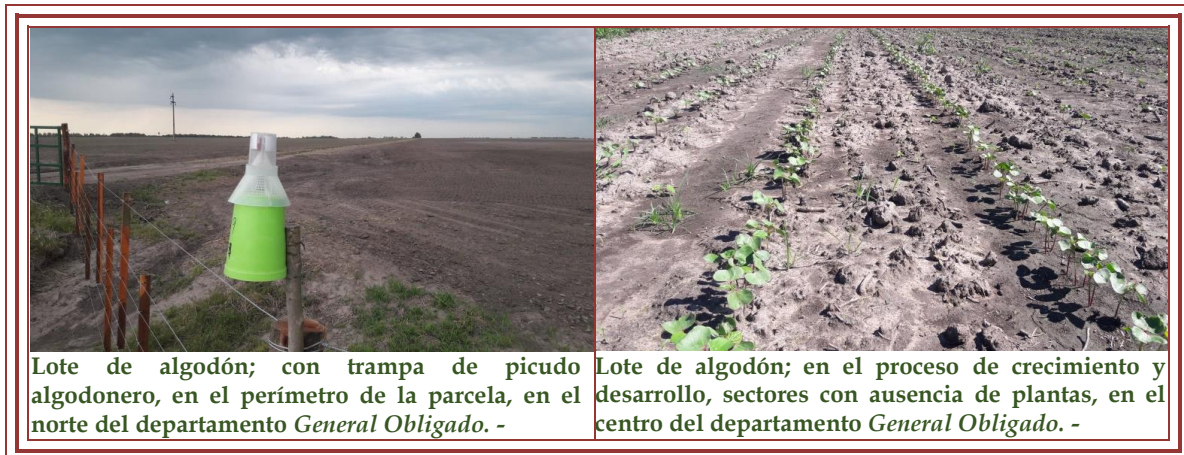 Lote de algodón; con trampa de picudo
algodonero, en el perímetro de la parcela, en el
norte del departamento General Obligado. -
Lote de algodón; en el proceso de crecimiento y
desarrollo, sectores con ausencia de plantas, en el
centro del departamento General Obligado. -